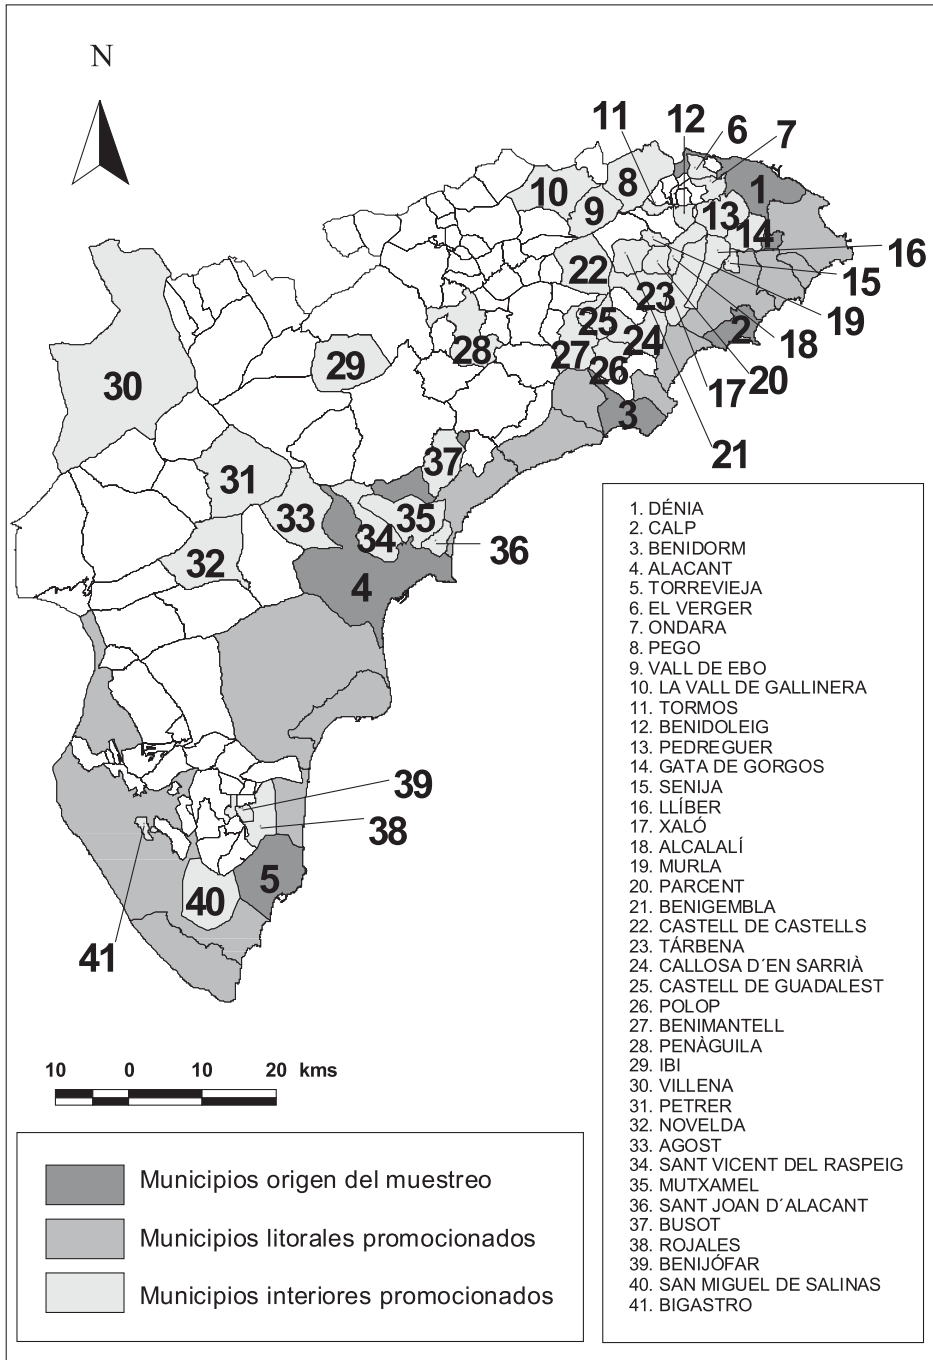 N
11
12
6
7
10
8
9
1
13
14
16
22
15
23
25
2
19
28
24
18
27
29
26
30
20
17
3
21
37
31
33
35
34
36
32
4
39
38
5
40
41
10 0 10 20 kms
Municipios origen del muestreo
Municipios litorales promocionados
Municipios interiores promocionados
1. DÉNIA
2. CALP
3. BENIDORM
4. ALACANT
5. TORREVIEJA
6. EL VERGER
7. ONDARA
8. PEGO
9. VALL DE EBO
10. LA VALL DE GALLINERA
11. TORMOS
12. BENIDOLEIG
13. PEDREGUER
14. GATA DE GORGOS
15. SENIJA
16. LLÍBER
17. XALÓ
18. ALCALALÍ
19. MURLA
20. PARCENT
21. BENIGEMBLA
22. CASTELL DE CASTELLS
23. TÁRBENA
24. CALLOSA D´EN SARRIÀ
25. CASTELL DE GUADALEST
26. POLOP
27. BENIMANTELL
28. PENÀGUILA
29. IBI
30. VILLENA
31. PETRER
32. NOVELDA
33. AGOST
34. SANT VICENT DEL RASPEIG
35. MUTXAMEL
36. SANT JOAN D´ALACANT
37. BUSOT
38. ROJALES
39. BENIJÓFAR
40. SAN MIGUEL DE SALINAS
41. BIGASTRO